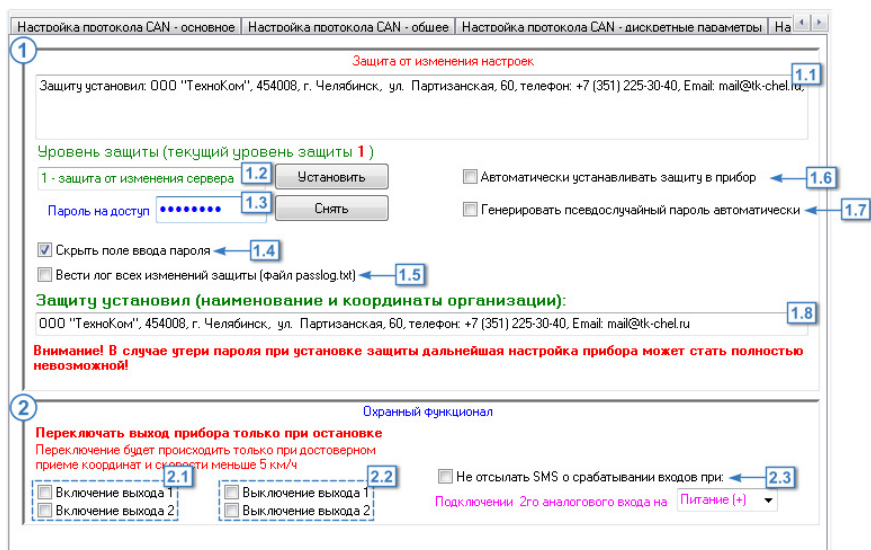 Настройка протокола CAN - основное Настройка протокола CAN - общее Настройка протокола CAN - дискретные параметры На
1
Защита от изменения настроек
1.1
Защиту установил: ООО "ТехноКом", 454008, г. Челябинск, ул. Партизанская, 60, телефон: +7 (351) 225-30-40, Email: mail@tk-chel.ru,
Уровень защиты (текущий уровень защиты 1 )
1 - защита от изменения сервера 1.2 Установить Автоматически устанавливать защиту в прибор 1.6
Пароль на доступ •••••••• 1.3 Снять Генерировать псевдослучайный пароль автоматически 1.7
Скрыть поле ввода пароля 1.4
Вести лог всех изменений защиты (файл passlog.txt) 1.5
Защиту установил (наименование и координаты организации):
1.8
ООО "ТехноКом", 454008, г. Челябинск, ул. Партизанская, 60, телефон: +7 (351) 225-30-40, Email: mail@tk-chel.ru
Внимание! В случае утери пароля при установке защиты дальнейшая настройка прибора может стать полностью
невозможной!
2
Охранный функционал
Переключать выход прибора только при остановке
Переключение будет происходить только при достоверном
приеме координат и скорости меньше 5 км/ч
2.1 2.2
Включение выхода 1 Выключение выхода 1
Включение выхода 2 Выключение выхода 2
Не отсылать SMS о срабатывании входов при: 2.3
Подключении 2го аналогового входа на Питание (+)